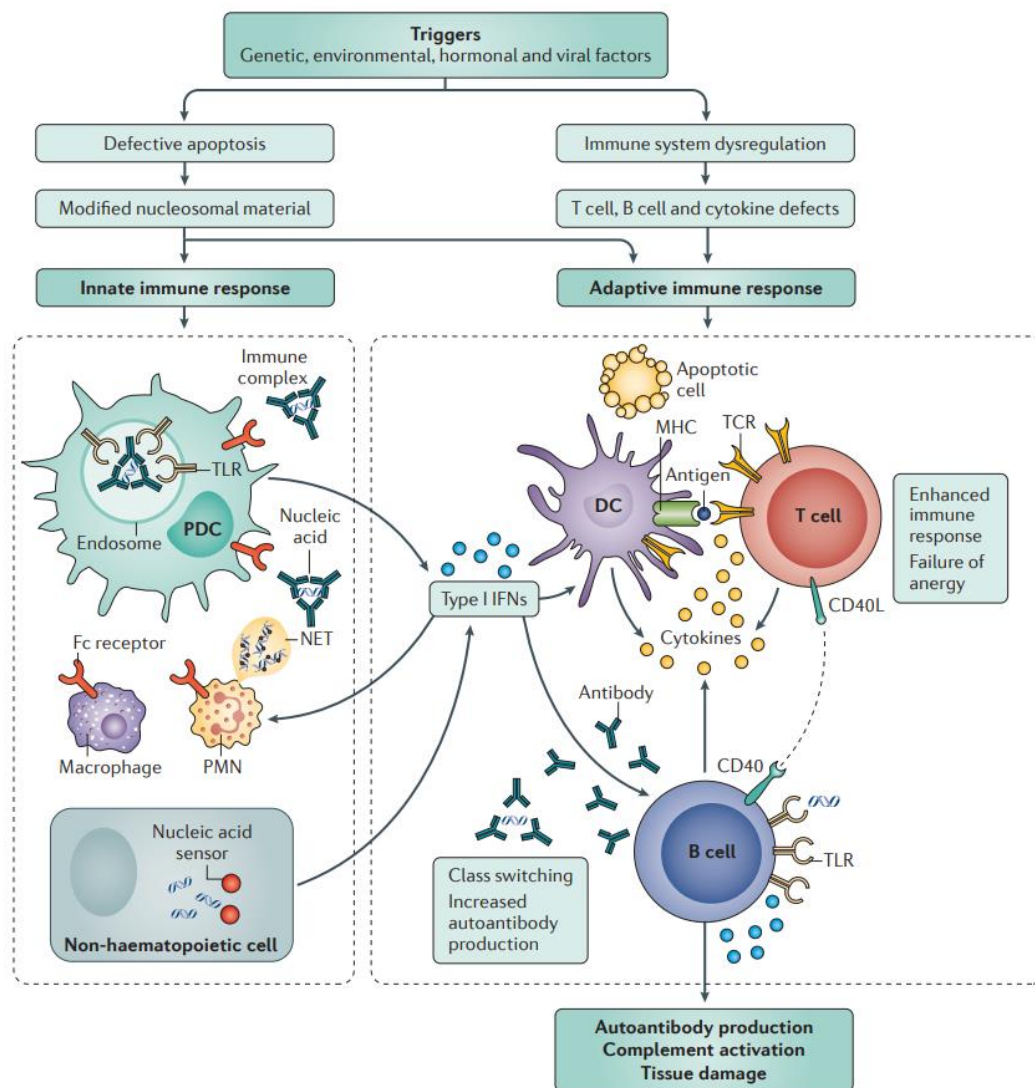 Triggers
Genetic, environmental, hormonal and viral factors
Defective apoptosis
Immune system dysregulation
Modified nucleosomal material
T cell, B cell and cytokine defects
Innate immune response
Adaptive immune response
Immune
complex
TLR
Endosome
PDC
Nucleic
acid
NET
Fc receptor
Macrophage
PMN
Nucleic acid
sensor
Non-haematopoietic cell
Type I IFNs
Apoptotic
cell
MHC
TCR
Antigen
DC
T cell
Enhanced
immune
response
Failure of
anergy
CD40L
Cytokines
Antibody
CD40
B cell
TLR
Class switching
Increased
autoantibody
production
Autoantibody production
Complement activation
Tissue damage